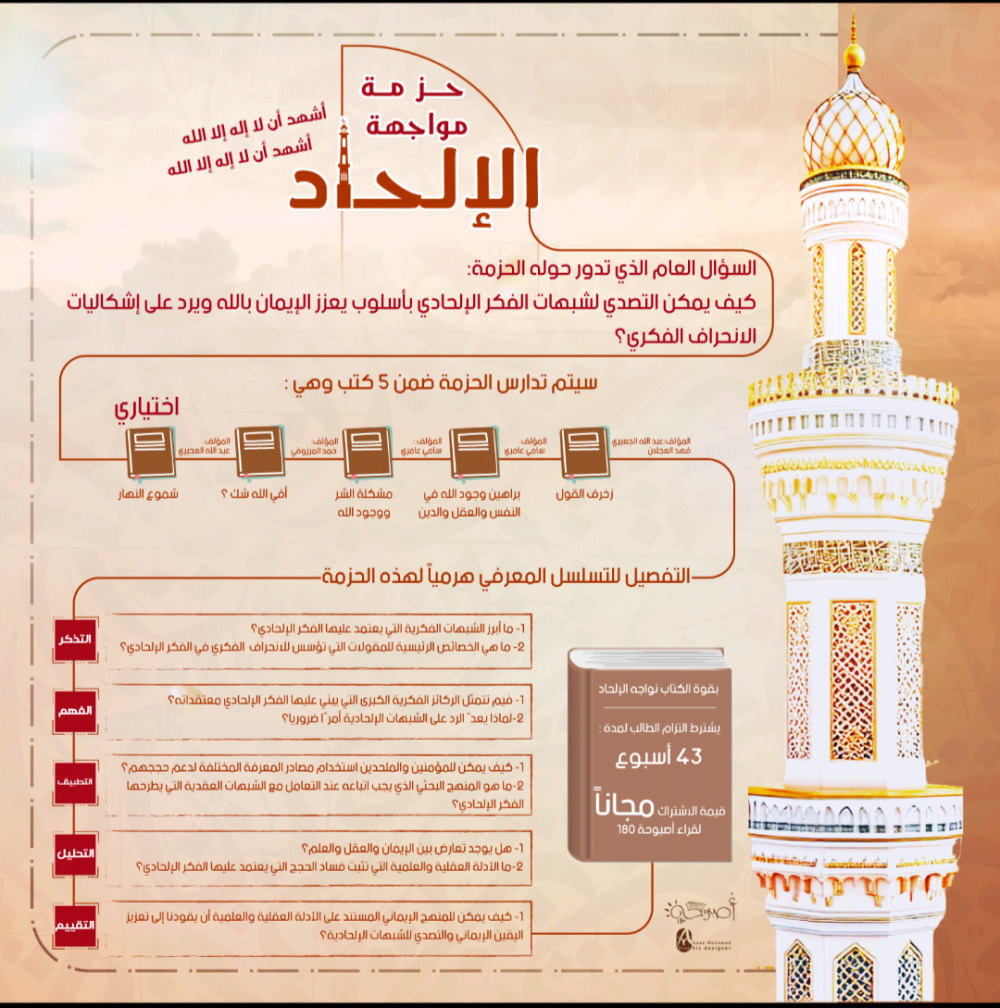 حزمة
مواجهة
الإلحاد
أشهد أن لا إله إلا الله
أشهد أن لا إله إلا الله
السؤال العام الذي تدور حوله الحزمة:
كيف يمكن التصدي لشبهات الفكر الإلحادي بأسلوب يعزز الإيمان بالله ويرد على إشكاليات
الانحراف الفكري؟
سيتم تدارس الحزمة ضمن 5 كتب وهي :
المؤلف: عبد الله العجيري
فهد العجلان
زخرف القول
المؤلف:
سامي عامري
براهين وجود الله في
النفس والعقل والدين
المؤلف :
سامي عامري
مشكلة الشر
ووجود الله
المؤلف:
حمد المرزوقي
أفي الله شك ؟
اختياري
المؤلف:
عبد الله العجيري
شموع النهار
التفصيل للتسلسل المعرفي هرمياً لهذه الحزمة
التذكر
1- ما أبرز الشبهات الفكرية التي يعتمد عليها الفكر الإلحادي؟
2- ما هي الخصائص الرئيسية للمقولات التي تؤسس للانحراف الفكري في الفكر الإلحادي؟
الفهم
1- فيم تتمثل الركائز الفكرية الكبرى التي يبني عليها الفكر الإلحادي معتقداته؟
2-لماذا يعدّ الرد على الشبهات الإلحادية أمرًا ضروريا؟
التطبيق
1- كيف يمكن للمؤمنين والملحدين استخدام مصادر المعرفة المختلفة لدعم حججهم؟
2-ما هو المنهج البحثي الذي يجب اتباعه عند التعامل مع الشبهات العقدية التي يطرحها
الفكر الإلحادي؟
التحليل
1- هل يوجد تعارض بين الإيمان والعقل والعلم؟
2-ما الأدلة العقلية والعلمية التي تثبت فساد الحجج التي يعتمد عليها الفكر الإلحادي؟
التقييم
1- كيف يمكن للمنهج الإيماني المستند على الأدلة العقلية والعلمية أن يقودنا إلى تعزيز
اليقين الإيماني والتصدي للشبهات الإلحادية؟
بقوة الكتاب نواجه الإلحاد
يشترط التزام الطالب لمدة :
43 أسبوع
قيمة الاشتراك مجاناً
لقراء أصبوحة 180
أصبوحة